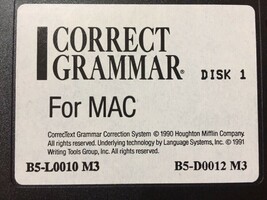 CORRECT
GRAMMAR® DISK 1
For MAC
CorrecText Grammar Correction System © 1990 Houghton Mifflin Company.
All rights reserved. Underlying technology by Language Systems, Inc. © 1991
Writing Tools Group, Inc. All rights reserved.
B5-L0010 M3 B5-D0012 M3